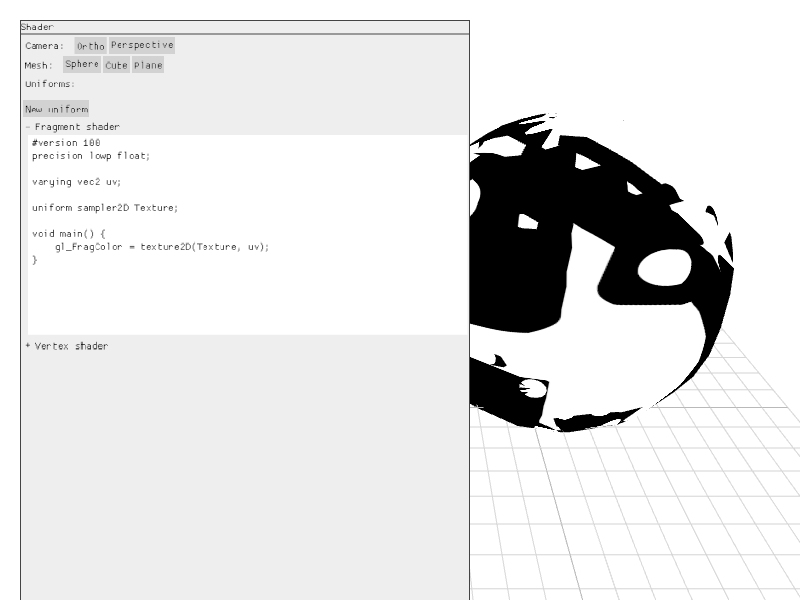 Shader
Camera: Ortho Perspective
Mesh: Sphere Cube Plane
Uniforms:
New uniform
- Fragment shader
#version 100
precision lowp float;
varying vec2 uv;
uniform sampler2D Texture;
void main() {
    gl_FragColor = texture2D(Texture, uv);
}
+ Vertex shader